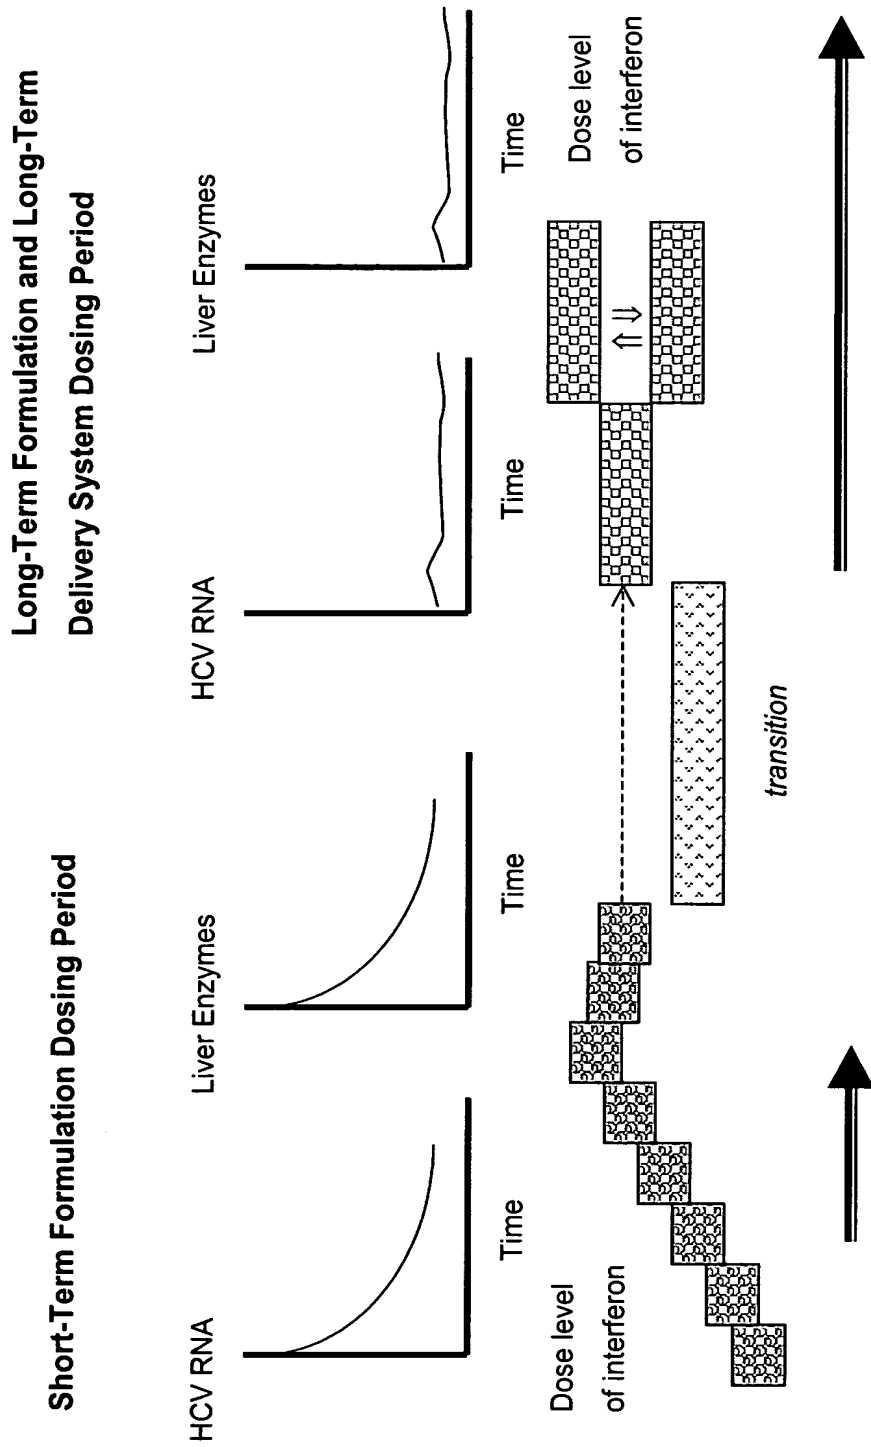 Short-Term Formulation Dosing Period
Long-Term Formulation and Long-Term
Delivery System Dosing Period
HCV RNA
Liver Enzymes
HCV RNA
Liver Enzymes
Time
Time
Time
Time
Dose level
of interferon
Dose level
of interferon
transition